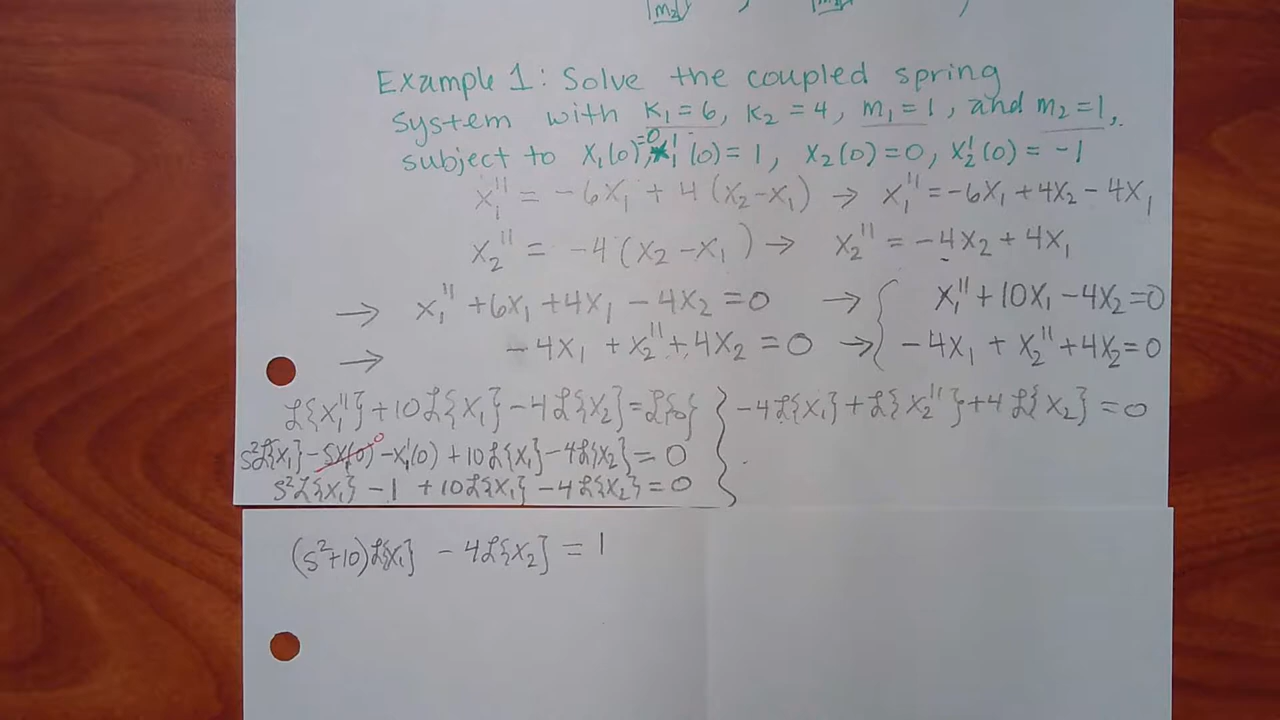 m₂ m₂
Example 1: Solve the coupled spring
system with K₁=6, K₂=4, m₁=1, and m₂=1,
subject to x₁(0)=0, x₁'(0)=1, x₂(0)=0, x₂'(0)=-1
x₁'' = -6x₁ + 4(x₂-x₁) → x₁''=-6x₁+4x₂-4x₁
x₂'' = -4(x₂-x₁) → x₂''=-4x₂+4x₁
→ x₁''+6x₁+4x₁-4x₂=0 → { x₁''+10x₁-4x₂=0
→ -4x₁+x₂''+4x₂=0 → { -4x₁+x₂''+4x₂=0
ℒ{x₁''}+10ℒ{x₁}-4ℒ{x₂}=ℒ{0} } -4ℒ{x₁}+ℒ{x₂''}+4ℒ{x₂}=0
s²ℒ{x₁}-sx₁(0)⁰-x₁'(0)+10ℒ{x₁}-4ℒ{x₂}=0
s²ℒ{x₁}-1+10ℒ{x₁}-4ℒ{x₂}=0
(s²+10)ℒ{x₁}-4ℒ{x₂}=1